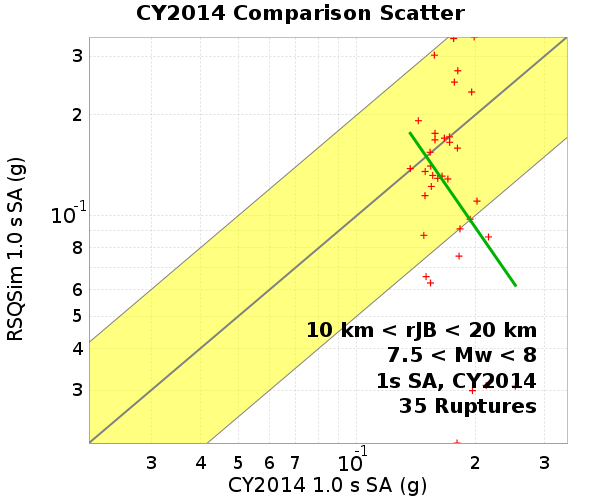 CY2014 Comparison Scatter
RSQSim 1.0 s SA (g)
3
2
10^-1
8
6
5
4
3
10 km < rJB < 20 km
7.5 < Mw < 8
1s SA, CY2014
35 Ruptures
3 4 5 6 7 10^-1 2 3
CY2014 1.0 s SA (g)